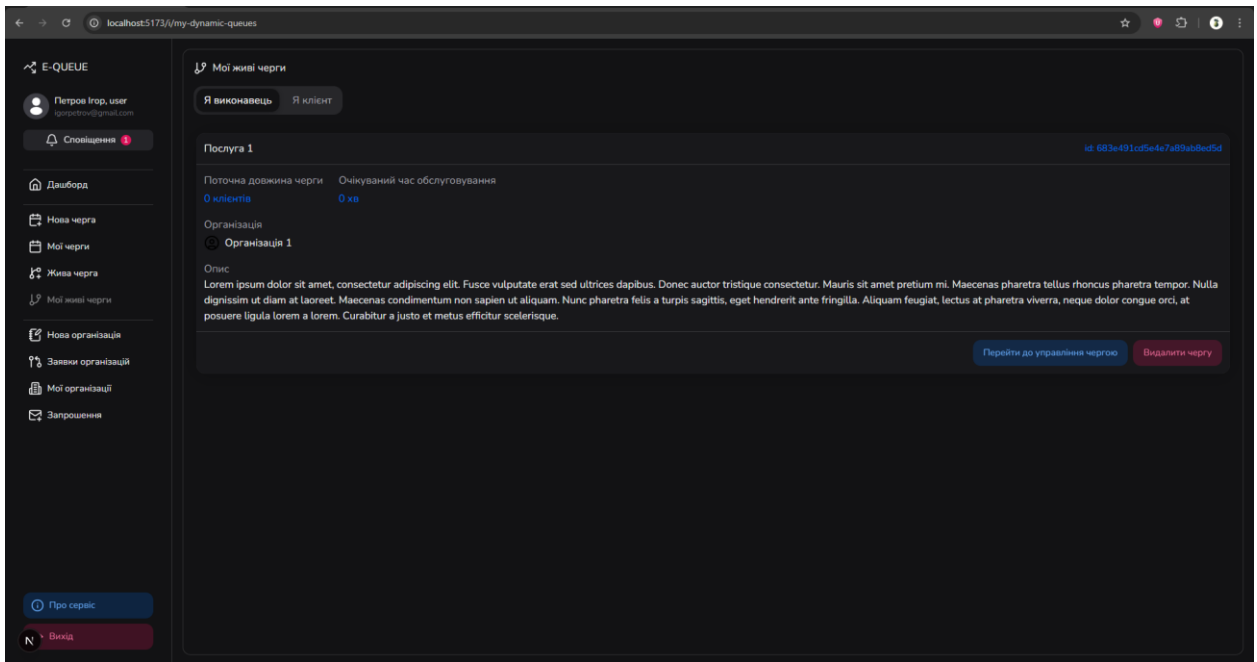 localhost:5173/i/my-dynamic-queues
E-QUEUE
Петров Ігор, user
igorpetrov@gmail.com
Сповіщення 1
Дашборд
Нова черга
Мої черги
Жива черга
Мої живі черги
Нова організація
Заявки організацій
Мої організації
Запрошення
Про сервіс
Вихід
N
Мої живі черги
Я виконавець Я клієнт
Послуга 1 id: 683e491cd5e4e7a89ab8ed5d
Поточна довжина черги Очікуваний час обслуговування
0 клієнтів 0 хв
Організація
Організація 1
Опис
Lorem ipsum dolor sit amet, consectetur adipiscing elit. Fusce vulputate erat sed ultrices dapibus. Donec auctor tristique consectetur. Mauris sit amet pretium mi. Maecenas pharetra tellus rhoncus pharetra tempor. Nulla
dignissim ut diam at laoreet. Maecenas condimentum non sapien ut aliquam. Nunc pharetra felis a turpis sagittis, eget hendrerit ante fringilla. Aliquam feugiat, lectus at pharetra viverra, neque dolor congue orci, at
posuere ligula lorem a lorem. Curabitur a justo et metus efficitur scelerisque.
Перейти до управління чергою Видалити чергу